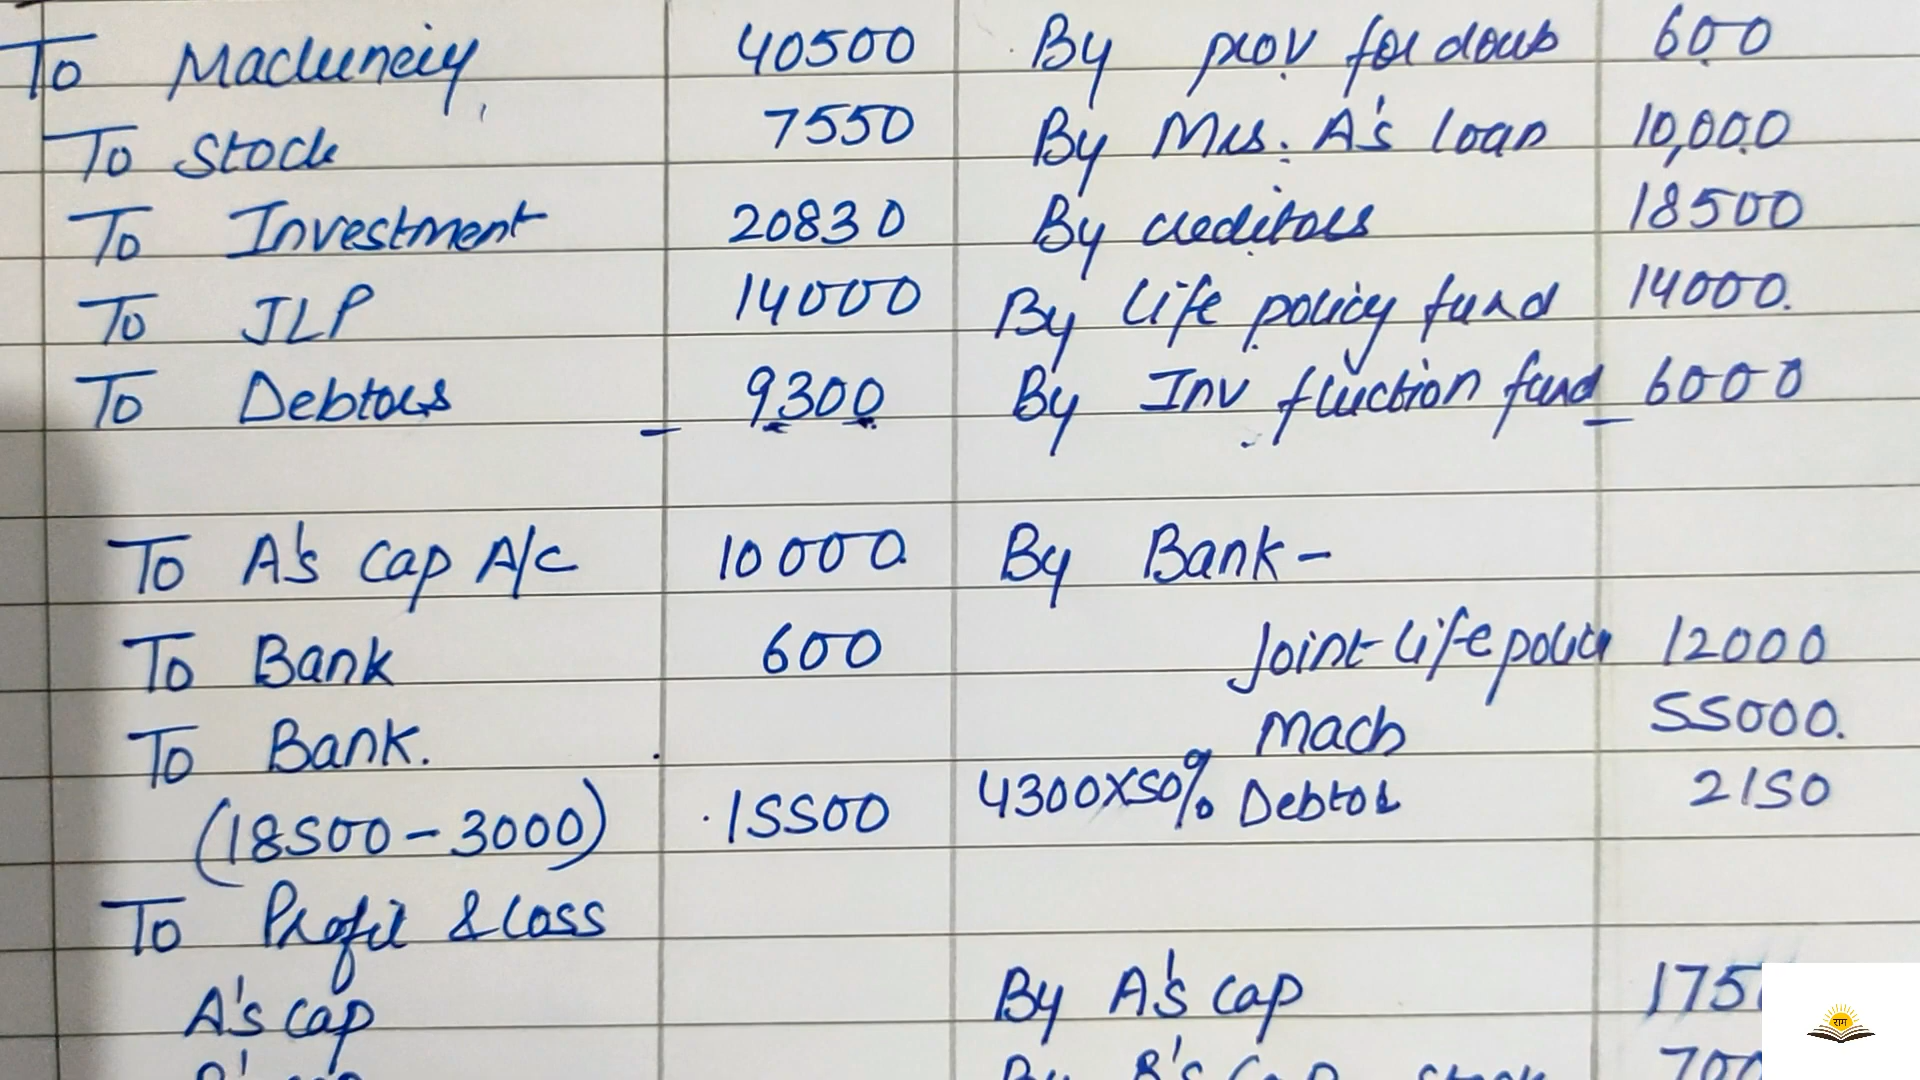 To Machinery 40500 By prov for doub 600
To Stock 7550 By Mrs. A's loan 10,000
To Investment 20830 By creditors 18500
To JLP 14000 By Life policy fund 14000.
To Debtors 9300 By Inv fluction fund 6000
To A's Cap A/c 10000 By Bank-
To Bank 600 Joint Life policy 12000
To Bank. Mach 55000.
(18500-3000) 15500 4300X50% Debtor 2150
To Profit & Loss
A's cap By A's cap 175
राम